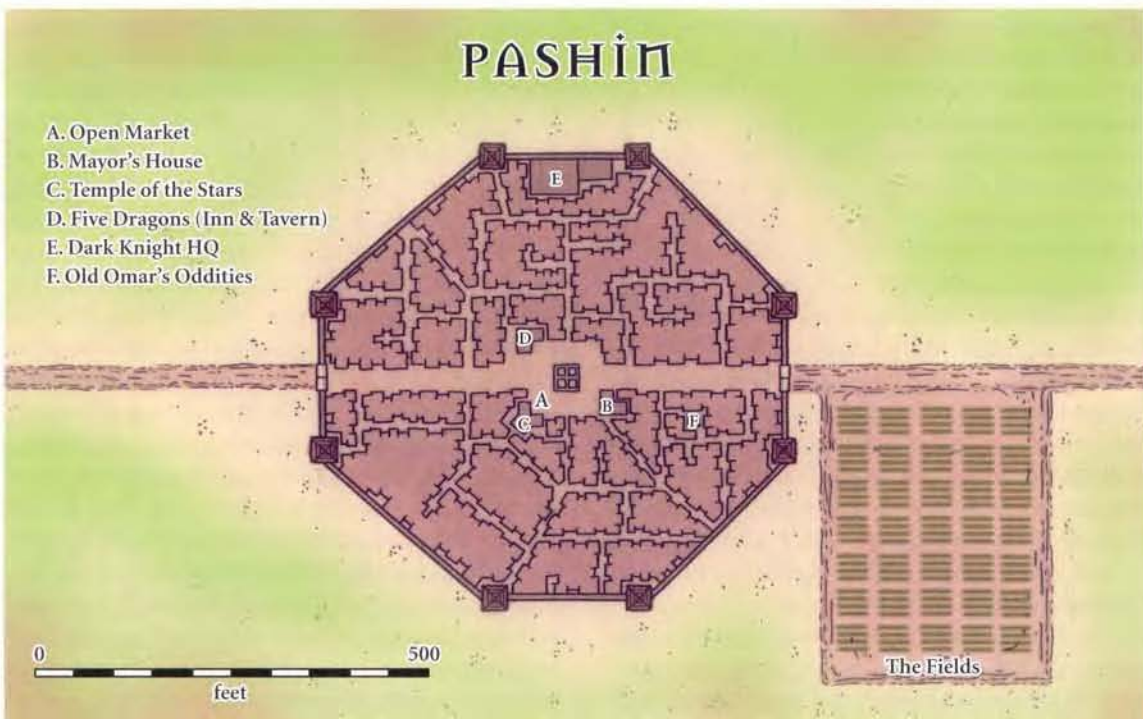 PASHIN
A. Open Market
B. Mayor's House
C. Temple of the Stars
D. Five Dragons (Inn & Tavern)
E. Dark Knight HQ
F. Old Omar's Oddities
E
D
A
B
C
F
0 500
feet
The Fields